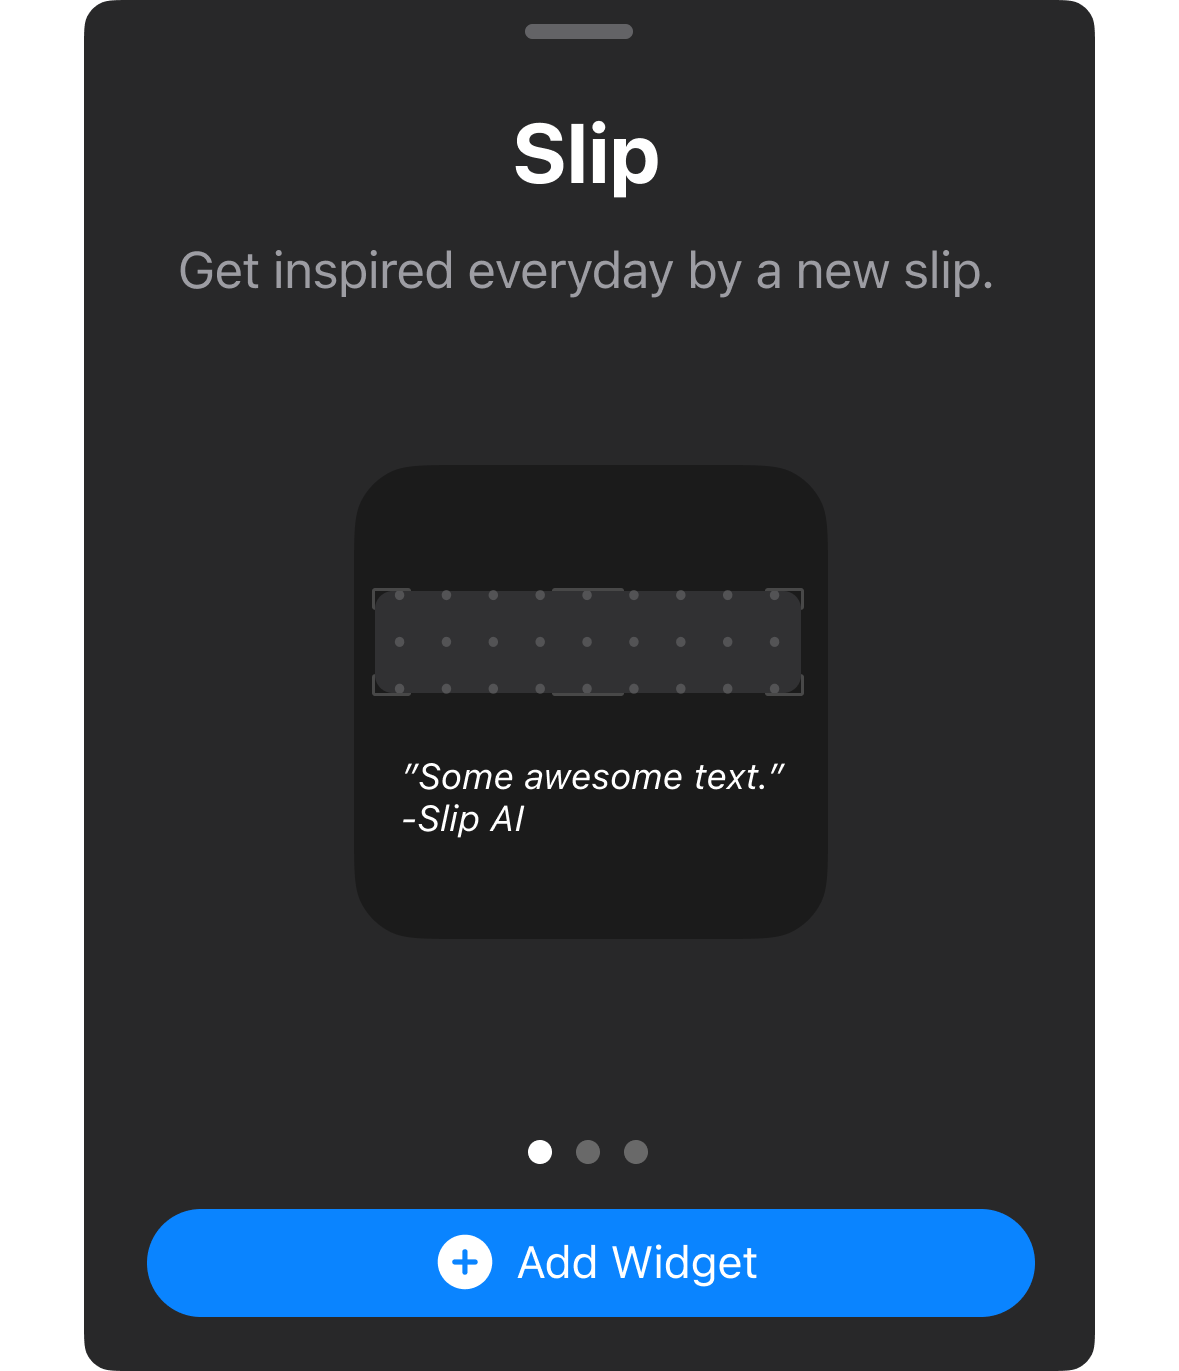 Slip
Get inspired everyday by a new slip.
"Some awesome text."
-Slip AI
Add Widget